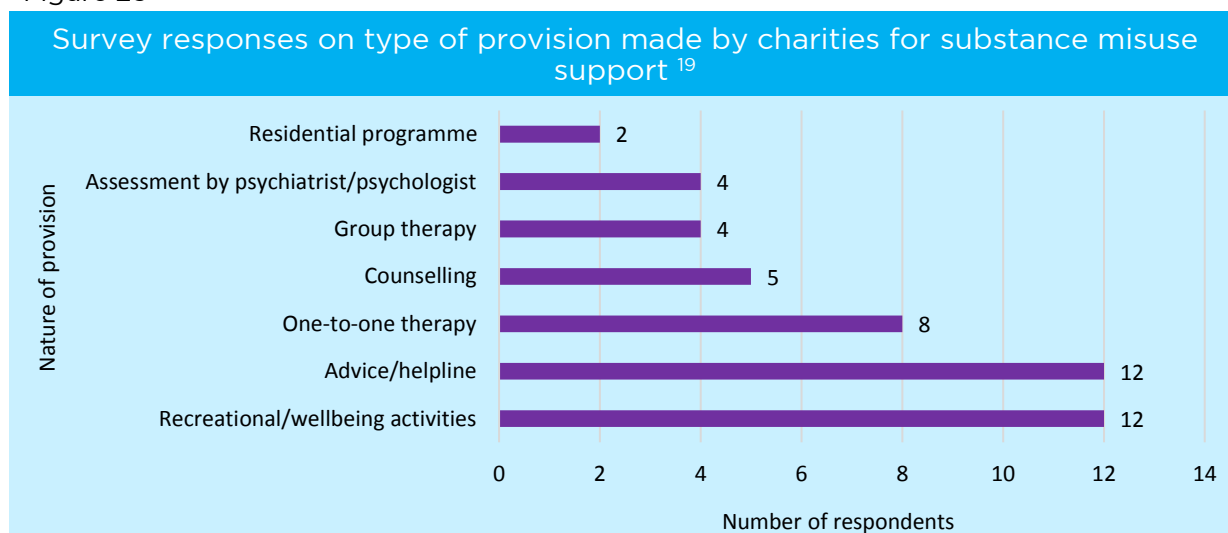 Survey responses on type of provision made by charities for substance misuse
support 19
Nature of provision
Residential programme 2
Assessment by psychiatrist/psychologist 4
Group therapy 4
Counselling 5
One-to-one therapy 8
Advice/helpline 12
Recreational/wellbeing activities 12
0 2 4 6 8 10 12 14
Number of respondents